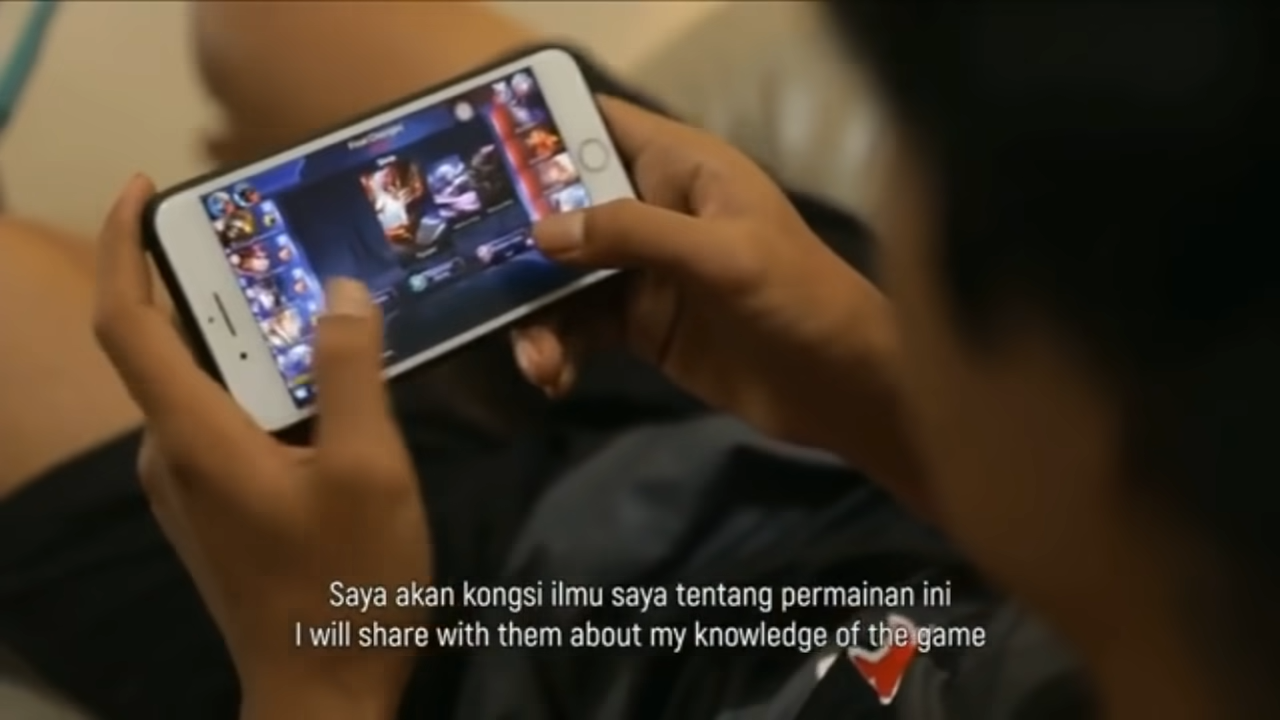 Saya akan kongsi ilmu saya tentang permainan ini
I will share with them about my knowledge of the game